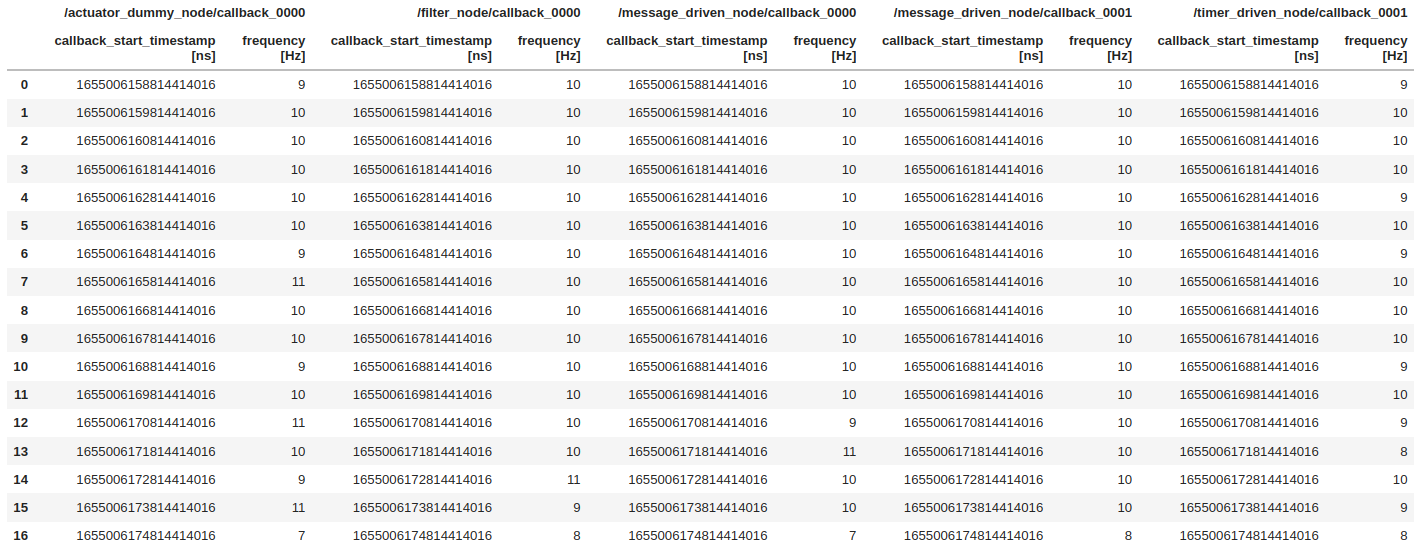 /actuator_dummy_node/callback_0000 /filter_node/callback_0000 /message_driven_node/callback_0000 /message_driven_node/callback_0001 /timer_driven_node/callback_0001
callback_start_timestamp frequency callback_start_timestamp frequency callback_start_timestamp frequency callback_start_timestamp frequency callback_start_timestamp frequency
[ns] [Hz] [ns] [Hz] [ns] [Hz] [ns] [Hz] [ns] [Hz]
0 1655006158814414016 9 1655006158814414016 10 1655006158814414016 10 1655006158814414016 10 1655006158814414016 9
1 1655006159814414016 10 1655006159814414016 10 1655006159814414016 10 1655006159814414016 10 1655006159814414016 10
2 1655006160814414016 10 1655006160814414016 10 1655006160814414016 10 1655006160814414016 10 1655006160814414016 10
3 1655006161814414016 10 1655006161814414016 10 1655006161814414016 10 1655006161814414016 10 1655006161814414016 10
4 1655006162814414016 10 1655006162814414016 10 1655006162814414016 10 1655006162814414016 10 1655006162814414016 9
5 1655006163814414016 10 1655006163814414016 10 1655006163814414016 10 1655006163814414016 10 1655006163814414016 10
6 1655006164814414016 9 1655006164814414016 10 1655006164814414016 10 1655006164814414016 10 1655006164814414016 9
7 1655006165814414016 11 1655006165814414016 10 1655006165814414016 10 1655006165814414016 10 1655006165814414016 10
8 1655006166814414016 10 1655006166814414016 10 1655006166814414016 10 1655006166814414016 10 1655006166814414016 10
9 1655006167814414016 10 1655006167814414016 10 1655006167814414016 10 1655006167814414016 10 1655006167814414016 10
10 1655006168814414016 9 1655006168814414016 10 1655006168814414016 10 1655006168814414016 10 1655006168814414016 9
11 1655006169814414016 10 1655006169814414016 10 1655006169814414016 10 1655006169814414016 10 1655006169814414016 10
12 1655006170814414016 11 1655006170814414016 10 1655006170814414016 9 1655006170814414016 10 1655006170814414016 9
13 1655006171814414016 10 1655006171814414016 10 1655006171814414016 11 1655006171814414016 10 1655006171814414016 8
14 1655006172814414016 9 1655006172814414016 11 1655006172814414016 10 1655006172814414016 10 1655006172814414016 10
15 1655006173814414016 11 1655006173814414016 9 1655006173814414016 10 1655006173814414016 10 1655006173814414016 9
16 1655006174814414016 7 1655006174814414016 8 1655006174814414016 7 1655006174814414016 8 1655006174814414016 8